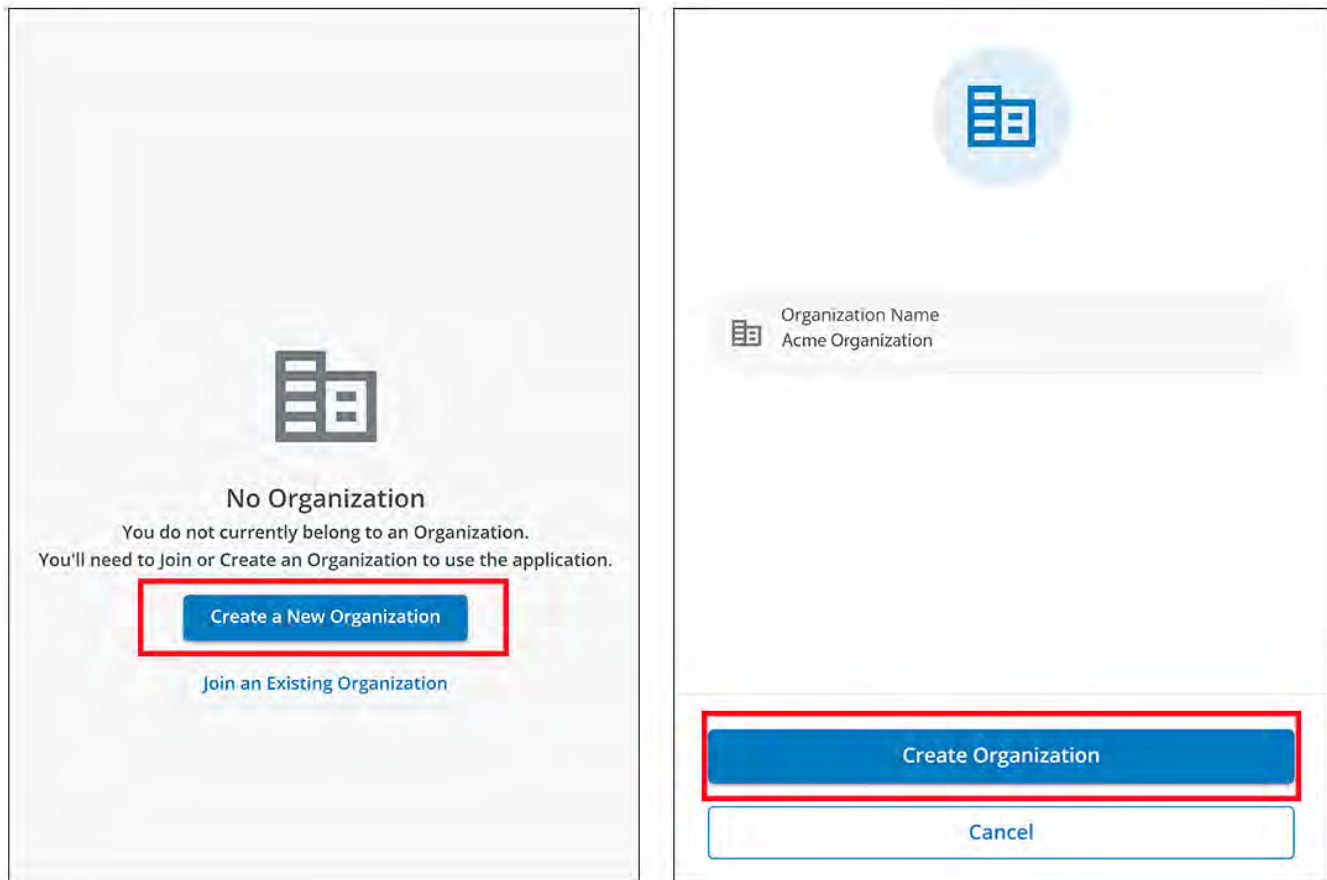 No Organization
You do not currently belong to an Organization.
You'll need to Join or Create an Organization to use the application.
Create a New Organization
Join an Existing Organization
Organization Name
Acme Organization
Create Organization
Cancel